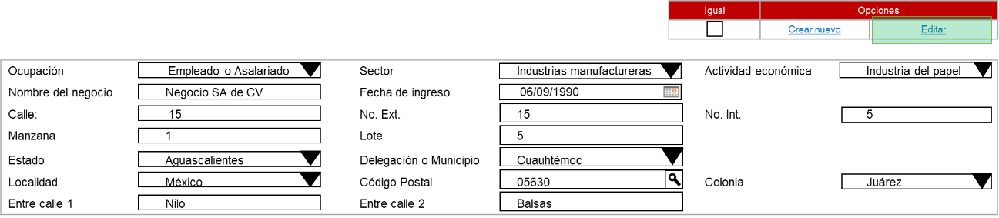 Igual Opciones
Crear nuevo Editar
Ocupación Empleado o Asalariado Sector Industrias manufactureras Actividad económica Industria del papel
Nombre del negocio Negocio SA de CV Fecha de ingreso 06/09/1990
Calle: 15 No. Ext. 15 No. Int. 5
Manzana 1 Lote 5
Estado Aguascalientes Delegación o Municipio Cuauhtémoc
Localidad México Código Postal 05630 Colonia Juárez
Entre calle 1 Nilo Entre calle 2 Balsas